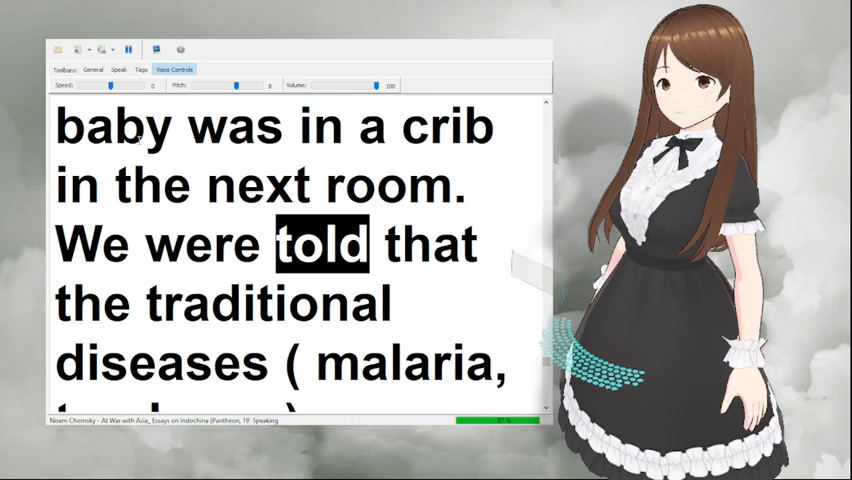 Toolbars: General Speak Tags Voice Controls
Speed: 0 Pitch: 8 Volume: 100
baby was in a crib
in the next room.
We were told that
the traditional
diseases ( malaria,
Noam Chomsky - At War with Asia_ Essays on Indochina (Pantheon, 19 Speaking